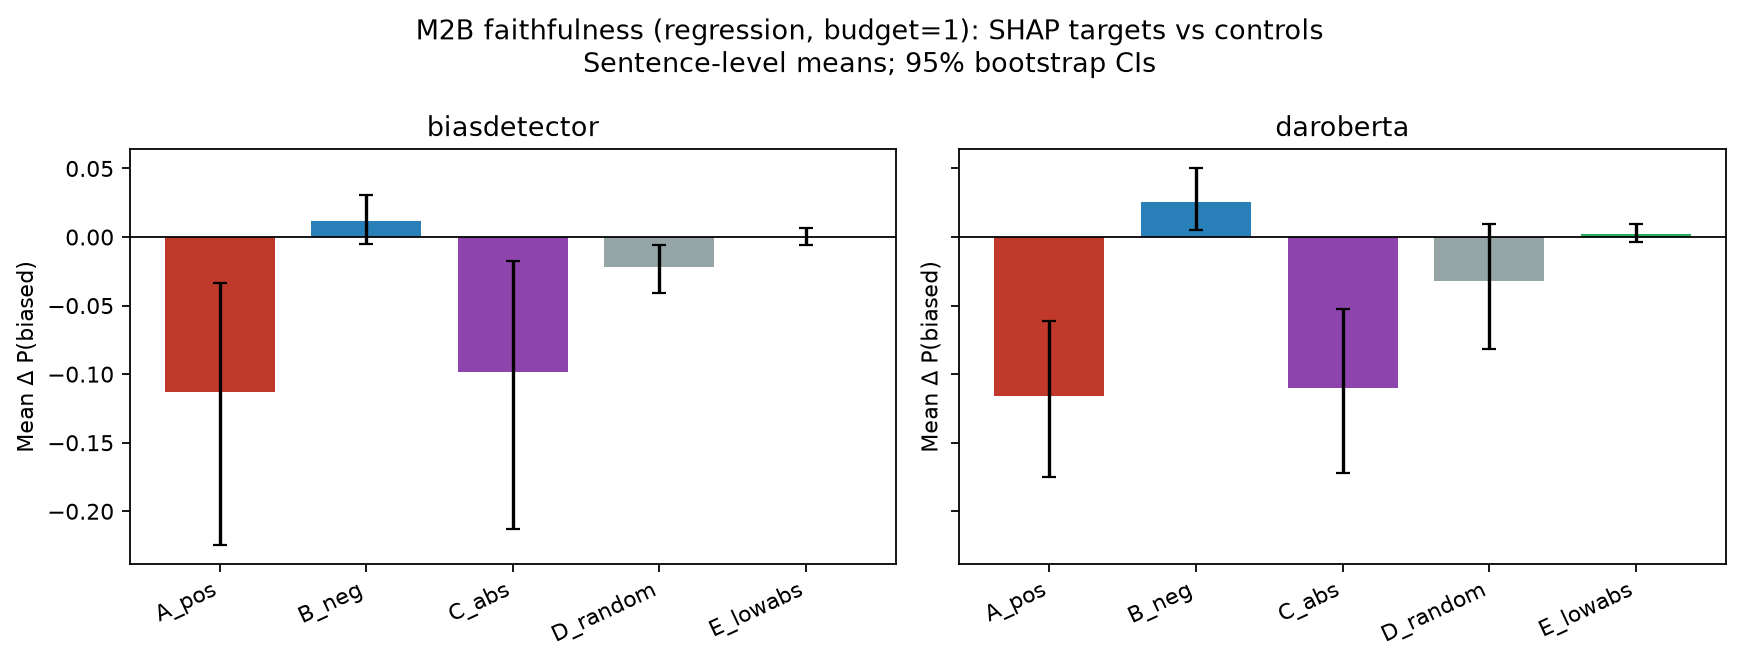 M2B faithfulness (regression, budget=1): SHAP targets vs controls
Sentence-level means; 95% bootstrap CIs
biasdetector
Mean Δ P(biased)
0.05
0.00
−0.05
−0.10
−0.15
−0.20
A_pos
B_neg
C_abs
D_random
E_lowabs
daroberta
Mean Δ P(biased)
A_pos
B_neg
C_abs
D_random
E_lowabs